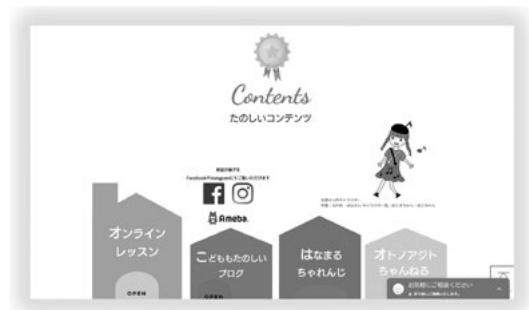 Contents
たのしいコンテンツ
Ameba.
オンライン
レッスン
こどももたのしい
ブログ
はなまる
ちゃれんじ
オトノアジト
ちゃんねる
OPEN
OPEN
お気軽にご相談ください